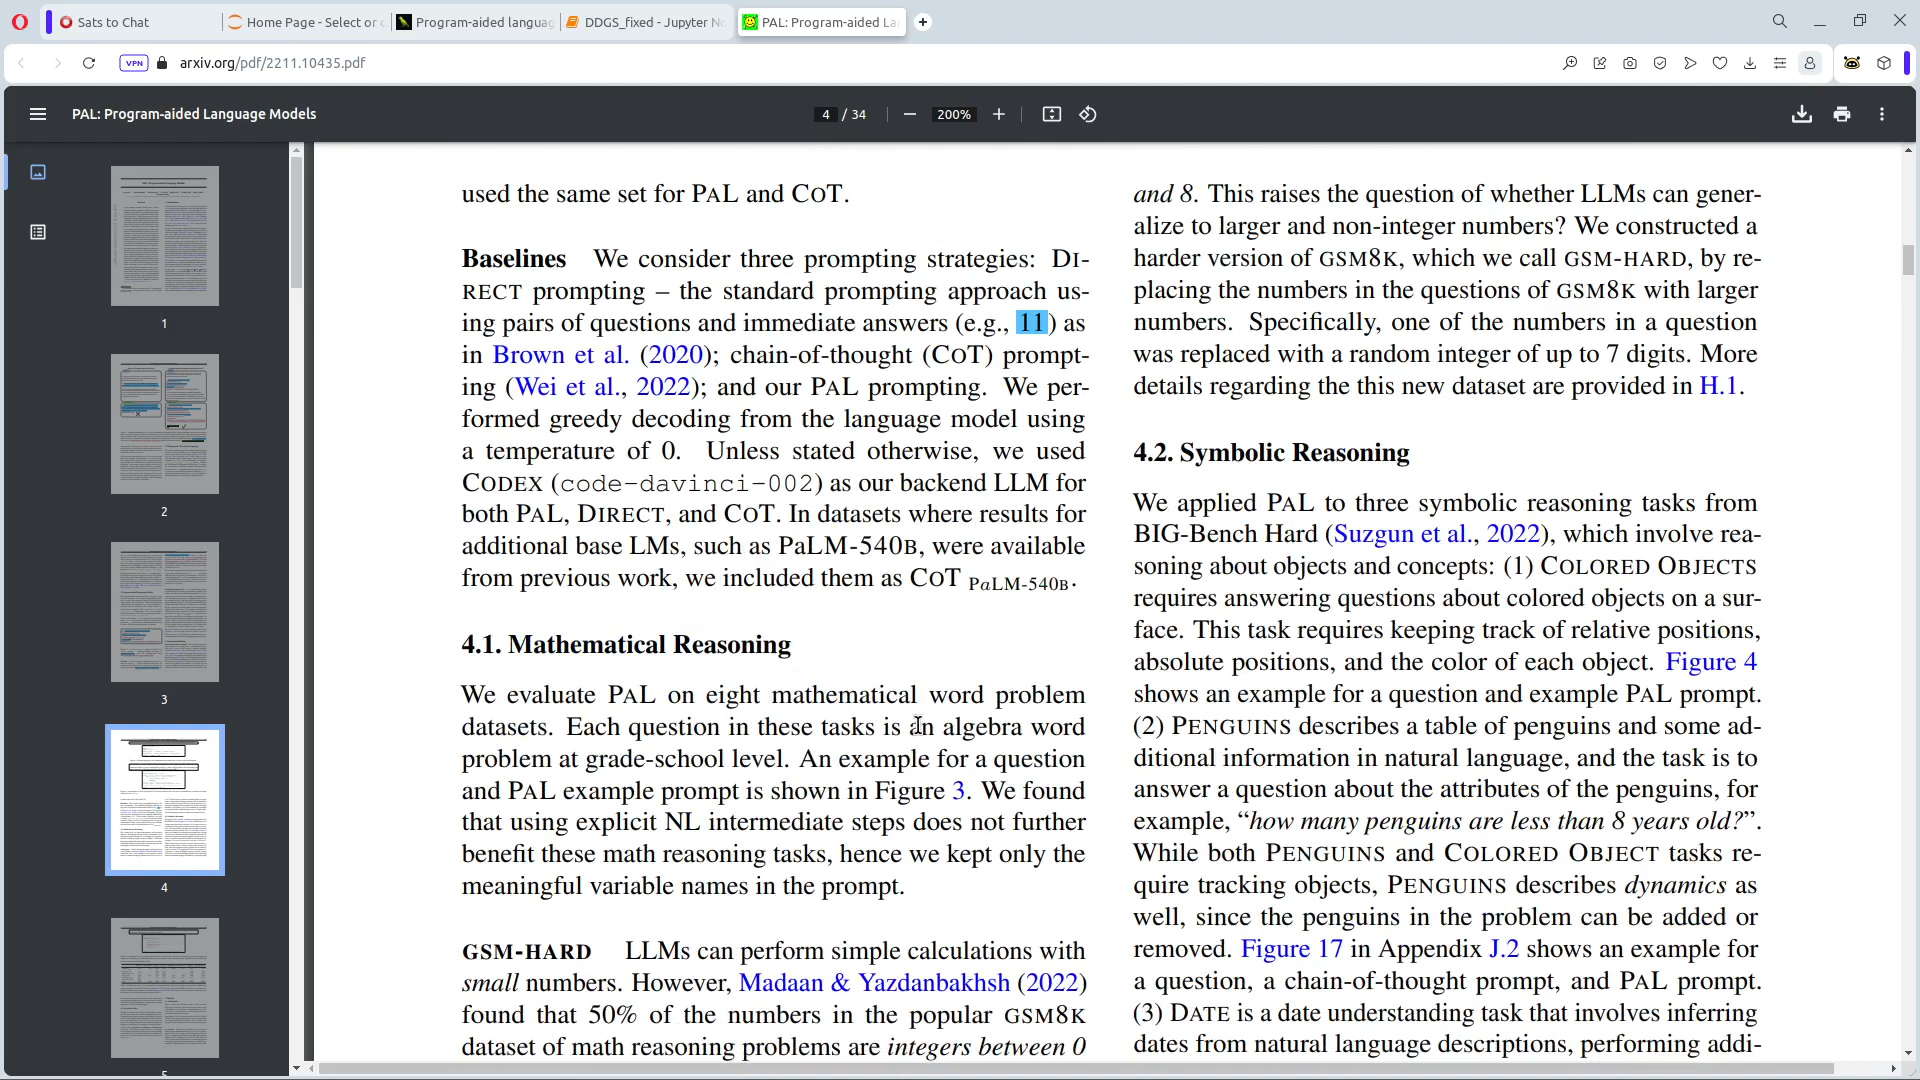 Sats to Chat
Home Page - Select or c
Program-aided languag
DDGS_fixed - Jupyter No
PAL: Program-aided La
VPN
arxiv.org/pdf/2211.10435.pdf
PAL: Program-aided Language Models
4 / 34
200%
1
2
3
4
used the same set for PAL and COT.
Baselines We consider three prompting strategies: DI-
RECT prompting – the standard prompting approach us-
ing pairs of questions and immediate answers (e.g., 11) as
in Brown et al. (2020); chain-of-thought (COT) prompt-
ing (Wei et al., 2022); and our PAL prompting. We per-
formed greedy decoding from the language model using
a temperature of 0. Unless stated otherwise, we used
CODEX (code-davinci-002) as our backend LLM for
both PAL, DIRECT, and COT. In datasets where results for
additional base LMs, such as PaLM-540B, were available
from previous work, we included them as COT PaLM-540B.
4.1. Mathematical Reasoning
We evaluate PAL on eight mathematical word problem
datasets. Each question in these tasks is an algebra word
problem at grade-school level. An example for a question
and PAL example prompt is shown in Figure 3. We found
that using explicit NL intermediate steps does not further
benefit these math reasoning tasks, hence we kept only the
meaningful variable names in the prompt.
GSM-HARD LLMs can perform simple calculations with
small numbers. However, Madaan & Yazdanbakhsh (2022)
found that 50% of the numbers in the popular GSM8K
dataset of math reasoning problems are integers between 0
and 8. This raises the question of whether LLMs can gener-
alize to larger and non-integer numbers? We constructed a
harder version of GSM8K, which we call GSM-HARD, by re-
placing the numbers in the questions of GSM8K with larger
numbers. Specifically, one of the numbers in a question
was replaced with a random integer of up to 7 digits. More
details regarding the this new dataset are provided in H.1.
4.2. Symbolic Reasoning
We applied PAL to three symbolic reasoning tasks from
BIG-Bench Hard (Suzgun et al., 2022), which involve rea-
soning about objects and concepts: (1) COLORED OBJECTS
requires answering questions about colored objects on a sur-
face. This task requires keeping track of relative positions,
absolute positions, and the color of each object. Figure 4
shows an example for a question and example PAL prompt.
(2) PENGUINS describes a table of penguins and some ad-
ditional information in natural language, and the task is to
answer a question about the attributes of the penguins, for
example, “how many penguins are less than 8 years old?”.
While both PENGUINS and COLORED OBJECT tasks re-
quire tracking objects, PENGUINS describes dynamics as
well, since the penguins in the problem can be added or
removed. Figure 17 in Appendix J.2 shows an example for
a question, a chain-of-thought prompt, and PAL prompt.
(3) DATE is a date understanding task that involves inferring
dates from natural language descriptions, performing addi-